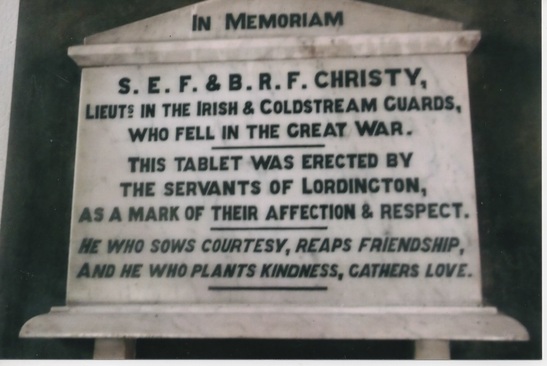 IN MEMORIAM
S. E. F. & B. R. F. CHRISTY,
LIEUTS IN THE IRISH & COLDSTREAM GUARDS,
WHO FELL IN THE GREAT WAR.
THIS TABLET WAS ERECTED BY
THE SERVANTS OF LORDINGTON,
AS A MARK OF THEIR AFFECTION & RESPECT.
HE WHO SOWS COURTESY, REAPS FRIENDSHIP,
AND HE WHO PLANTS KINDNESS, GATHERS LOVE.